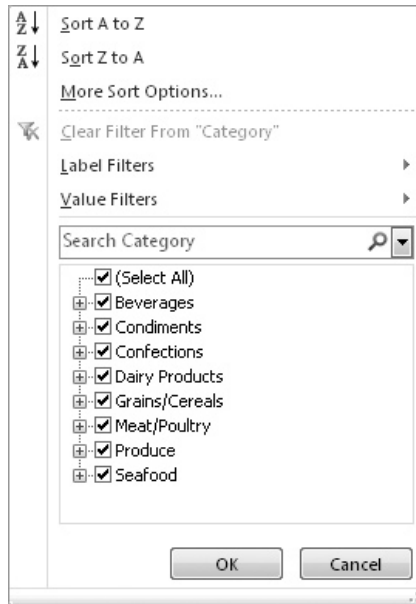 Sort A to Z
Sort Z to A
More Sort Options...
Clear Filter From "Category"
Label Filters
Value Filters
Search Category
(Select All)
Beverages
Condiments
Confections
Dairy Products
Grains/Cereals
Meat/Poultry
Produce
Seafood
OK Cancel